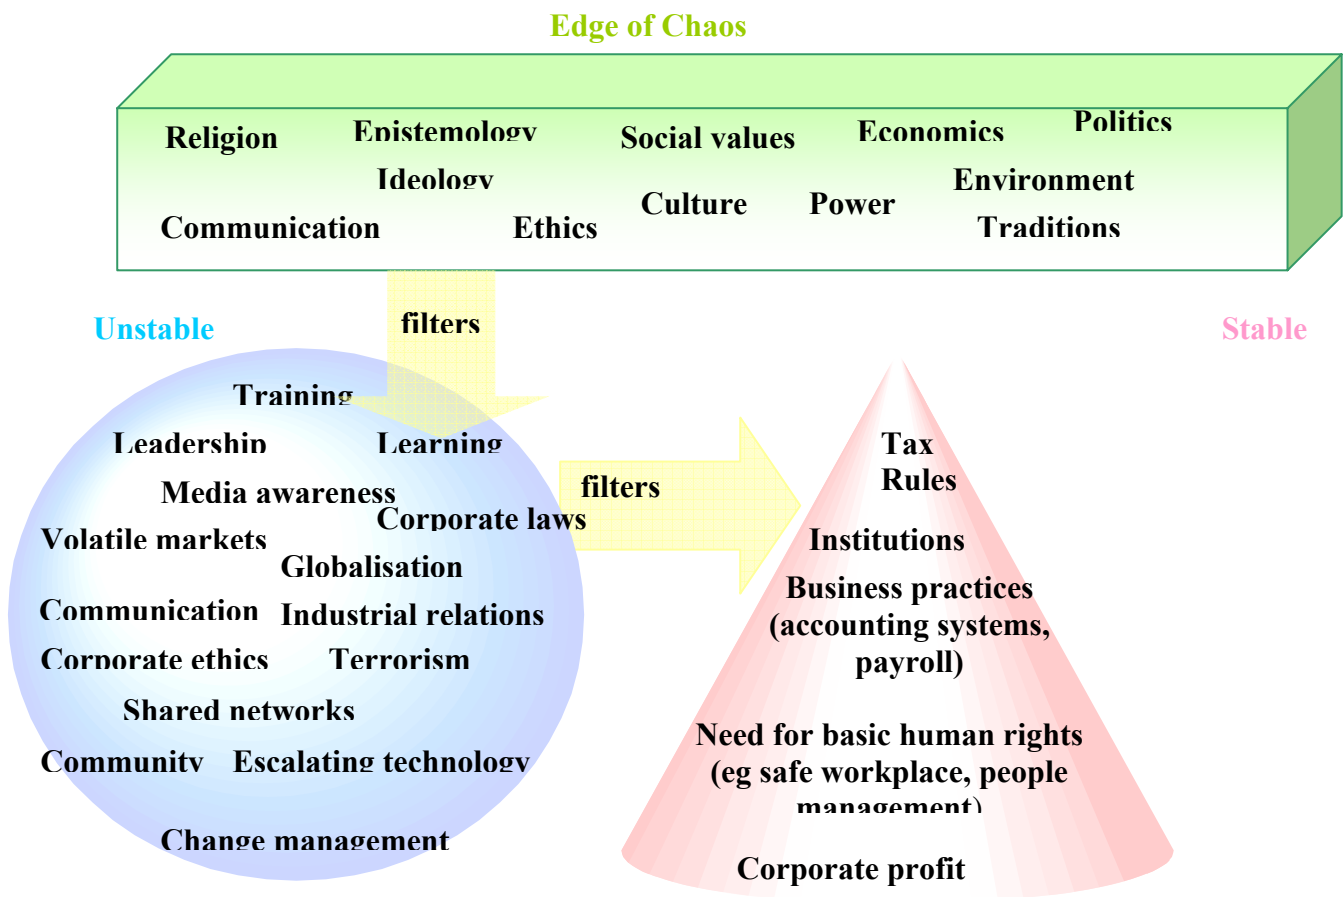 Edge of Chaos
Religion Epistemology Social values Economics Politics
Ideology Culture Power Environment
Communication Ethics Traditions
Unstable filters Stable
Training
Leadership Learning
Media awareness
Corporate laws
Volatile markets
Globalisation
Communication Industrial relations
Corporate ethics Terrorism
Shared networks
Community Escalating technology
Change management
filters
Tax
Rules
Institutions
Business practices
(accounting systems,
payroll)
Need for basic human rights
(eg safe workplace, people
management)
Corporate profit